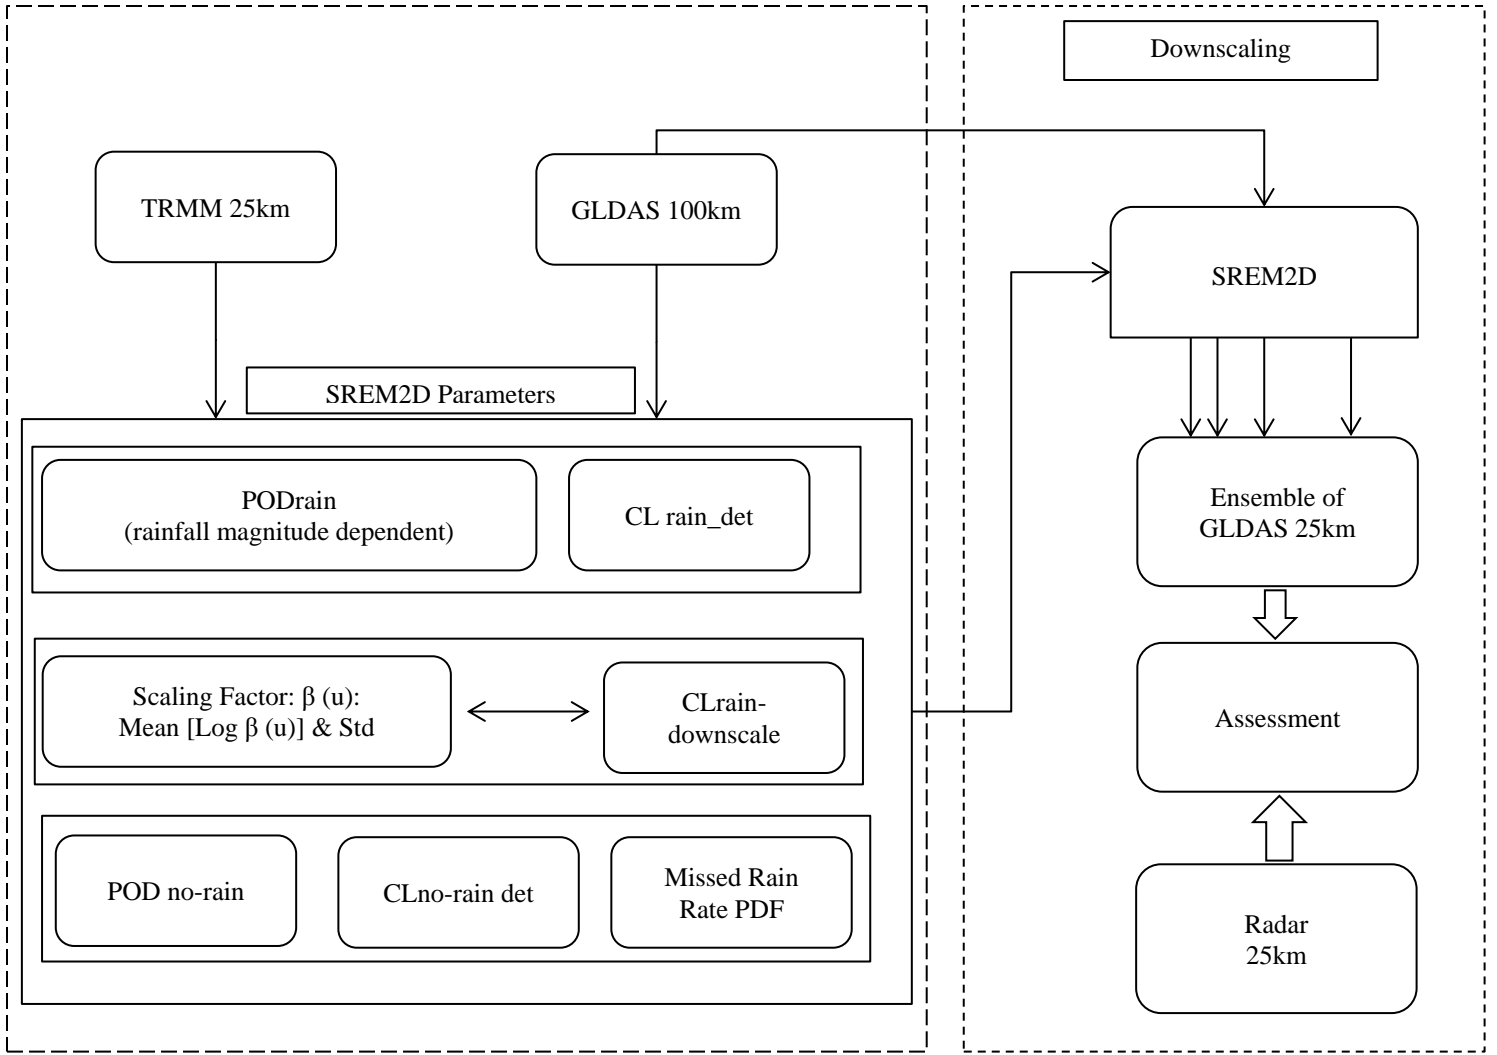 Downscaling
TRMM 25km
GLDAS 100km
SREM2D
SREM2D Parameters
PODrain
(rainfall magnitude dependent)
CL rain_det
Ensemble of
GLDAS 25km
Scaling Factor: β (u):
Mean [Log β (u)] & Std
CLrain-
downscale
Assessment
POD no-rain
CLno-rain det
Missed Rain
Rate PDF
Radar
25km